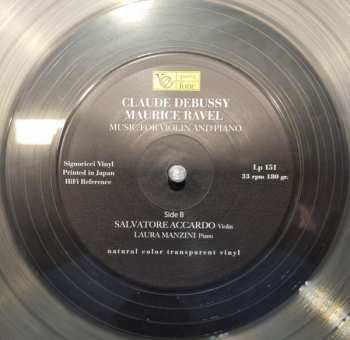 fonè
CLAUDE DEBUSSY
MAURICE RAVEL
MUSIC FOR VIOLIN AND PIANO
Signoricci Vinyl
Printed in Japan
HiFi Reference
Lp 151
33 rpm 180 gr.
Side B
SALVATORE ACCARDO Violin
LAURA MANZINI Piano
natural color transparent vinyl